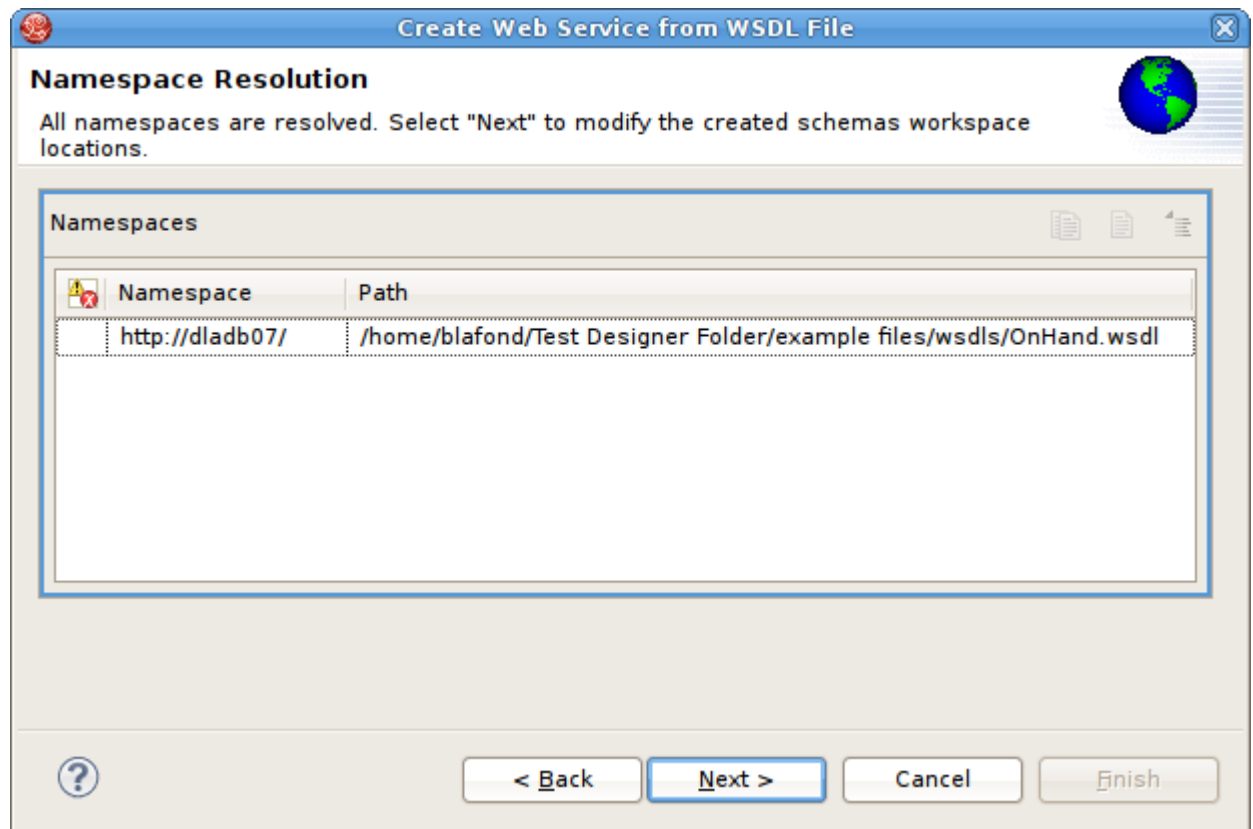 Create Web Service from WSDL File
Namespace Resolution
All namespaces are resolved. Select "Next" to modify the created schemas workspace
locations.
Namespaces
Namespace Path
http://dladb07/ /home/blafond/Test Designer Folder/example files/wsdls/OnHand.wsdl
< Back Next > Cancel Finish